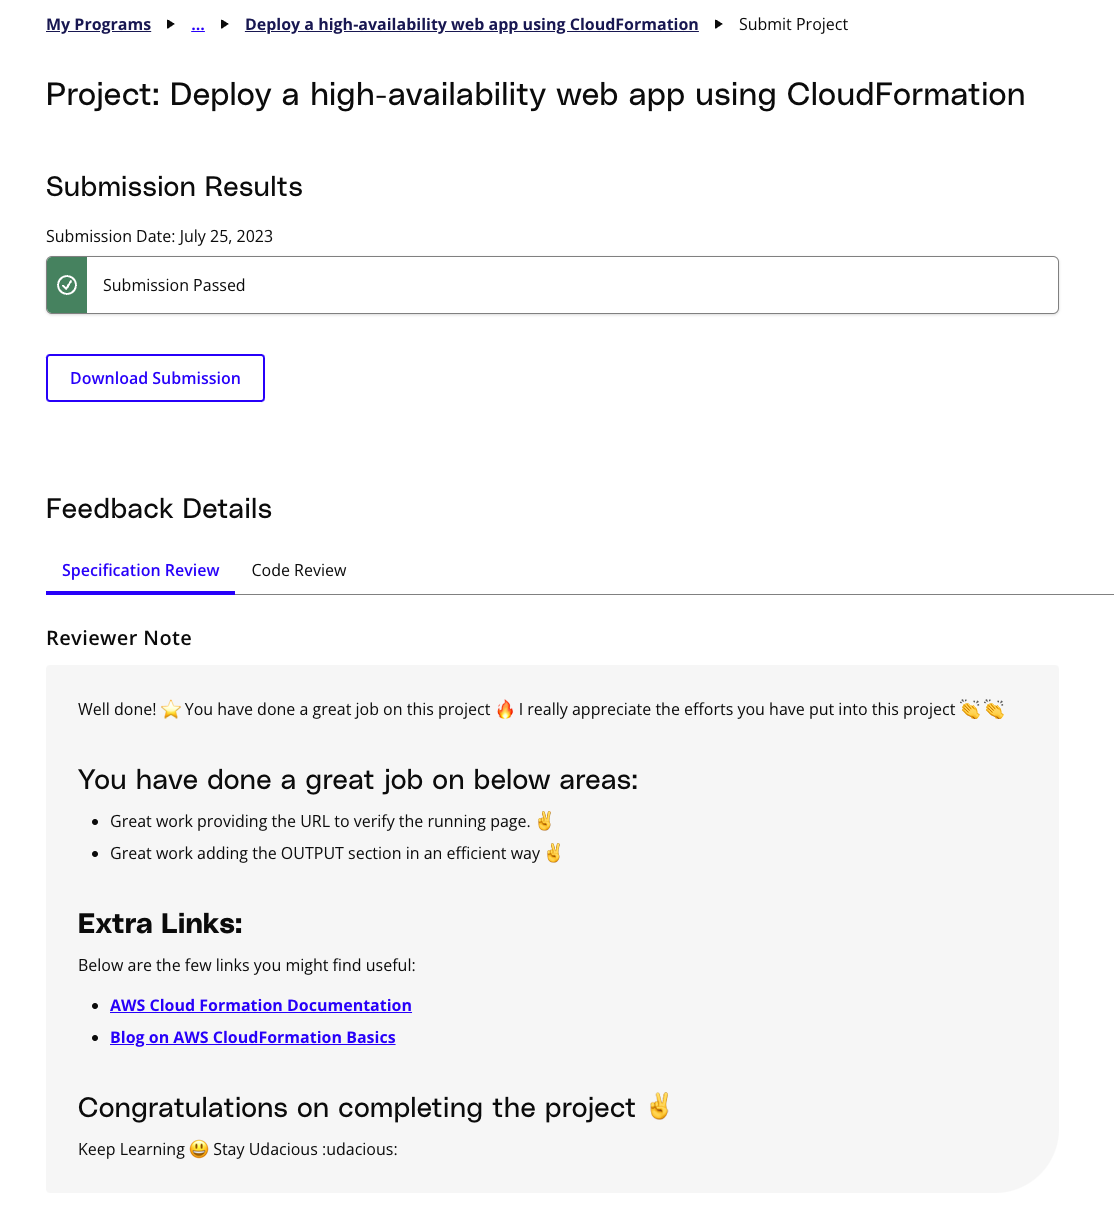 My Programs ▶ ... ▶ Deploy a high-availability web app using CloudFormation ▶ Submit Project
Project: Deploy a high-availability web app using CloudFormation
Submission Results
Submission Date: July 25, 2023
Submission Passed
Download Submission
Feedback Details
Specification Review Code Review
Reviewer Note
Well done! ⭐ You have done a great job on this project 🔥 I really appreciate the efforts you have put into this project 👏 👏
You have done a great job on below areas:
• Great work providing the URL to verify the running page. ✌
• Great work adding the OUTPUT section in an efficient way ✌
Extra Links:
Below are the few links you might find useful:
• AWS Cloud Formation Documentation
• Blog on AWS CloudFormation Basics
Congratulations on completing the project ✌
Keep Learning 😃 Stay Udacious :udacious: